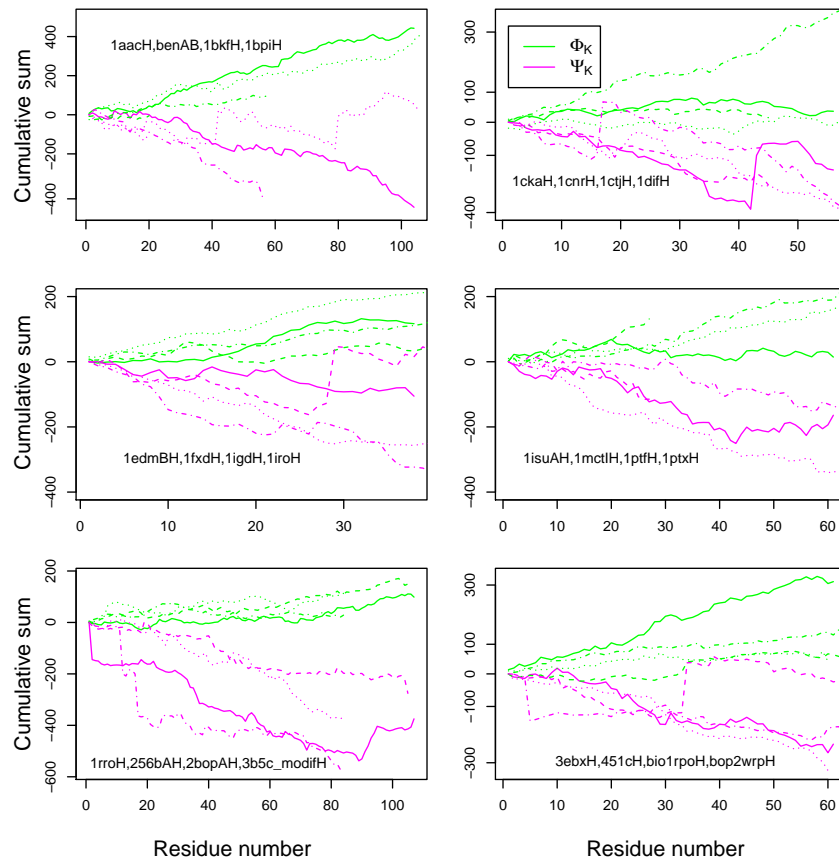 Cumulative sum
400
200
0
200
−400
1aacH,benAB,1bkfH,1bpiH
0 20 40 60 80 100
300
100
0
−100
−400
Φ_K
Ψ_K
1ckaH,1cnrH,1ctjH,1difH
0 10 20 30 40 50
Cumulative sum
200
0
−200
−400
1edmBH,1fxdH,1igdH,1iroH
0 10 20 30
200
0
−200
−400
1isuAH,1mctIH,1ptfH,1ptxH
0 10 20 30 40 50 60
Cumulative sum
200
0
200
400
−600
1rroH,256bAH,2bopAH,3b5c_modifH
0 20 40 60 80 100
Residue number
300
100
0
−100
−300
3ebxH,451cH,bio1rpoH,bop2wrpH
0 10 20 30 40 50 60
Residue number